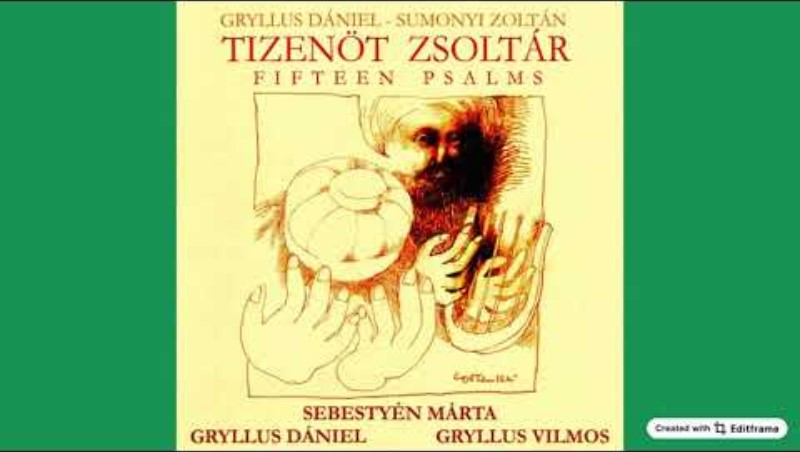 GRYLLUS DÁNIEL - SUMONYI ZOLTÁN
TIZENÖT ZSOLTÁR
FIFTEEN PSALMS
SEBESTYÉN MÁRTA
GRYLLUS DÁNIEL GRYLLUS VILMOS
Created with Editframe